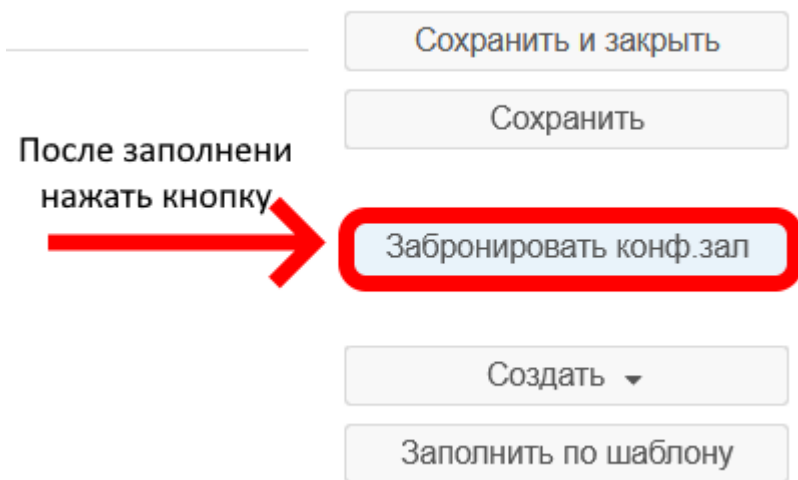 Сохранить и закрыть
Сохранить
После заполнени
нажать кнопку
Забронировать конф.зал
Создать
Заполнить по шаблону